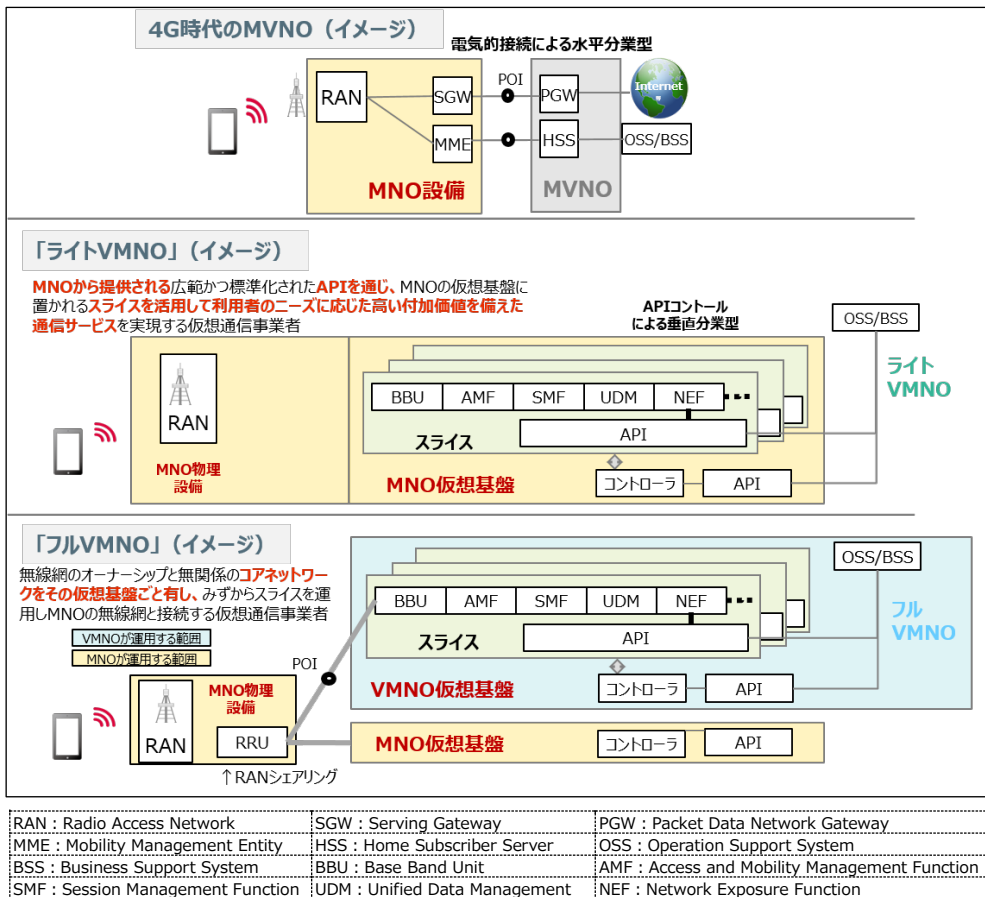 4G時代のMVNO（イメージ）
電気的接続による水平分業型
RAN
SGW
POI
PGW
Internet
MME
HSS
OSS/BSS
MNO設備
MVNO
「ライトVMNO」（イメージ）
MNOから提供される広範かつ標準化されたAPIを通じ、MNOの仮想基盤に
置かれるスライスを活用して利用者のニーズに応じた高い付加価値を備えた
通信サービスを実現する仮想通信事業者
APIコントール
による垂直分業型
OSS/BSS
ライト
VMNO
RAN
MNO物理
設備
BBU AMF SMF UDM NEF
スライス
API
MNO仮想基盤
コントローラ
API
「フルVMNO」（イメージ）
無線網のオーナーシップと無関係のコアネットワー
クをその仮想基盤ごと有し、みずからスライスを運
用しMNOの無線網と接続する仮想通信事業者
VMNOが運用する範囲
MNOが運用する範囲
POI
OSS/BSS
フル
VMNO
BBU AMF SMF UDM NEF
スライス
API
VMNO仮想基盤
コントローラ
API
MNO物理
設備
RAN
RRU
↑RANシェアリング
MNO仮想基盤
コントローラ
API
RAN : Radio Access Network SGW : Serving Gateway PGW : Packet Data Network Gateway
MME : Mobility Management Entity HSS : Home Subscriber Server OSS : Operation Support System
BSS : Business Support System BBU : Base Band Unit AMF : Access and Mobility Management Function
SMF : Session Management Function UDM : Unified Data Management NEF : Network Exposure Function